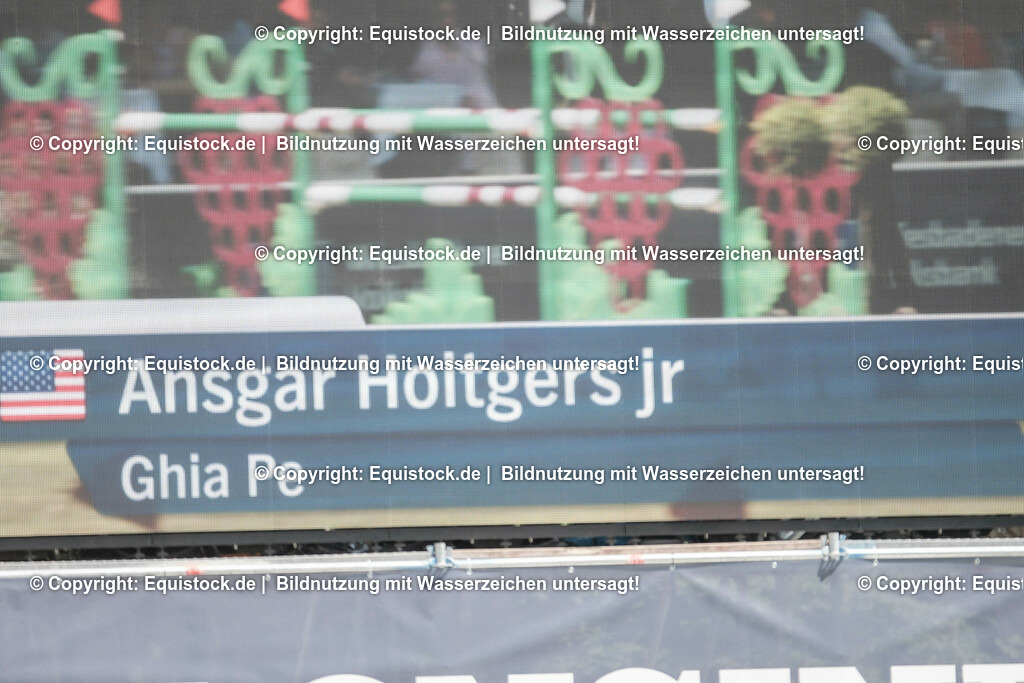 © Copyright: Equistock.de | Bildnutzung mit Wasserzeichen untersagt!
© Copyright: Equistock.de | Bildnutzung mit Wasserzeichen untersagt! © Copyright: Equist
© Copyright: Equistock.de | Bildnutzung mit Wasserzeichen untersagt!
© Copyright: Equistock.de | Bildnutzung mit Wasserzeichen untersagt! © Copyright: Equist
Ansgar Holtgers jr
Ghia Pe
© Copyright: Equistock.de | Bildnutzung mit Wasserzeichen untersagt!
© Copyright: Equistock.de | Bildnutzung mit Wasserzeichen untersagt! © Copyright: Equist